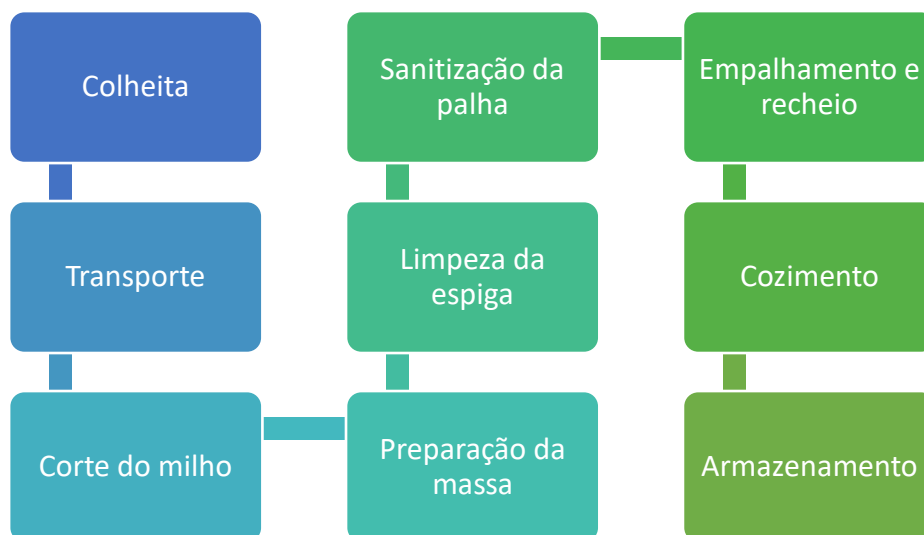 Colheita
Transporte
Corte do milho
Preparação da
massa
Limpeza da
espiga
Sanitização da
palha
Empalhamento e
recheio
Cozimento
Armazenamento